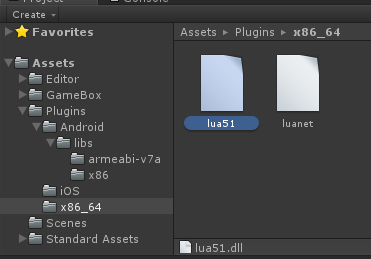 Project
Console
Create
Favorites
Assets
Editor
GameBox
Plugins
Android
libs
armeabi-v7a
x86
iOS
x86_64
Scenes
Standard Assets
Assets Plugins x86_64
lua51
luanet
lua51.dll